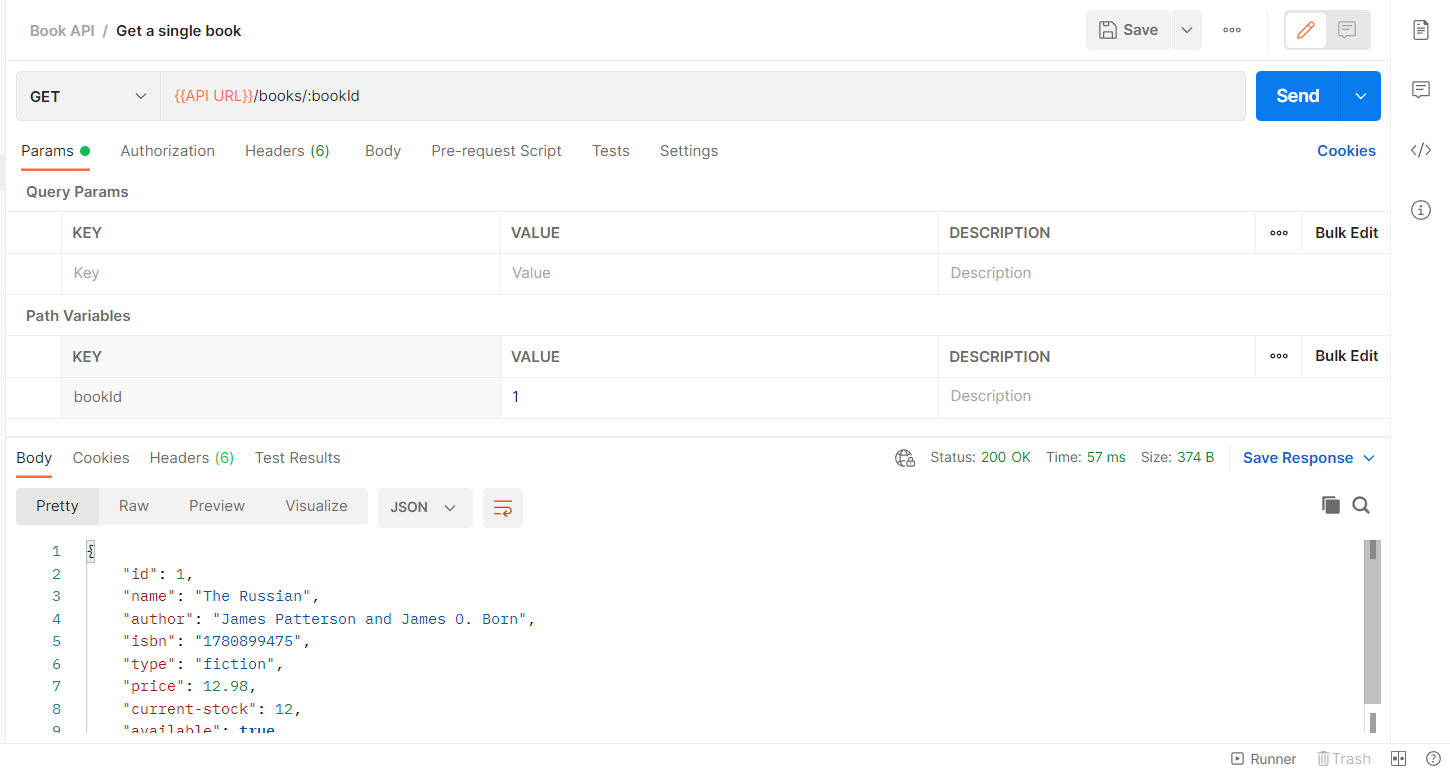 Book API / Get a single book
Save
GET
{{API URL}}/books/:bookId
Send
Params Authorization Headers (6) Body Pre-request Script Tests Settings Cookies
Query Params
KEY VALUE DESCRIPTION Bulk Edit
Key Value Description
Path Variables
KEY VALUE DESCRIPTION Bulk Edit
bookId 1 Description
Body Cookies Headers (6) Test Results Status: 200 OK Time: 57 ms Size: 374 B Save Response
Pretty Raw Preview Visualize JSON
1 {
2 "id": 1,
3 "name": "The Russian",
4 "author": "James Patterson and James O. Born",
5 "isbn": "1780899475",
6 "type": "fiction",
7 "price": 12.98,
8 "current-stock": 12,
9 "available": true
Runner Trash